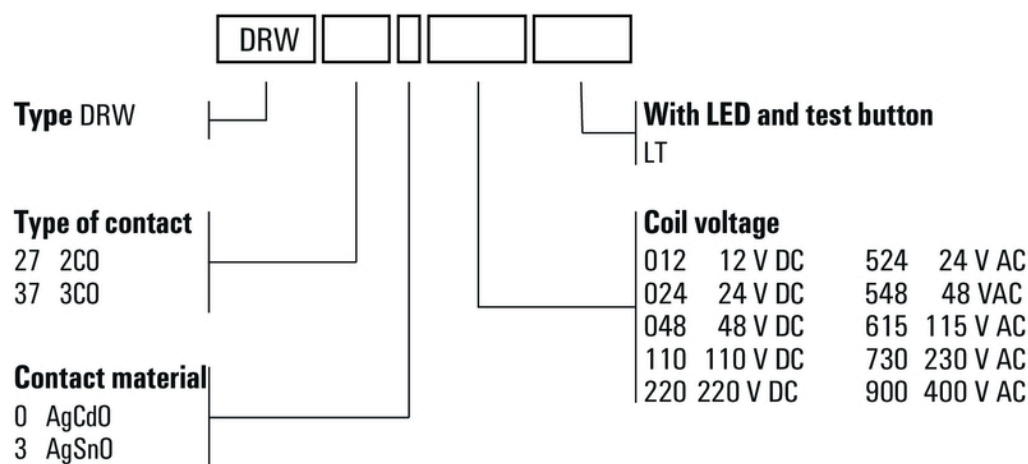 DRW
Type DRW
With LED and test button
LT
Type of contact
27 2CO
37 3CO
Coil voltage
012 12 V DC 524 24 V AC
024 24 V DC 548 48 VAC
048 48 V DC 615 115 V AC
110 110 V DC 730 230 V AC
220 220 V DC 900 400 V AC
Contact material
0 AgCdO
3 AgSnO